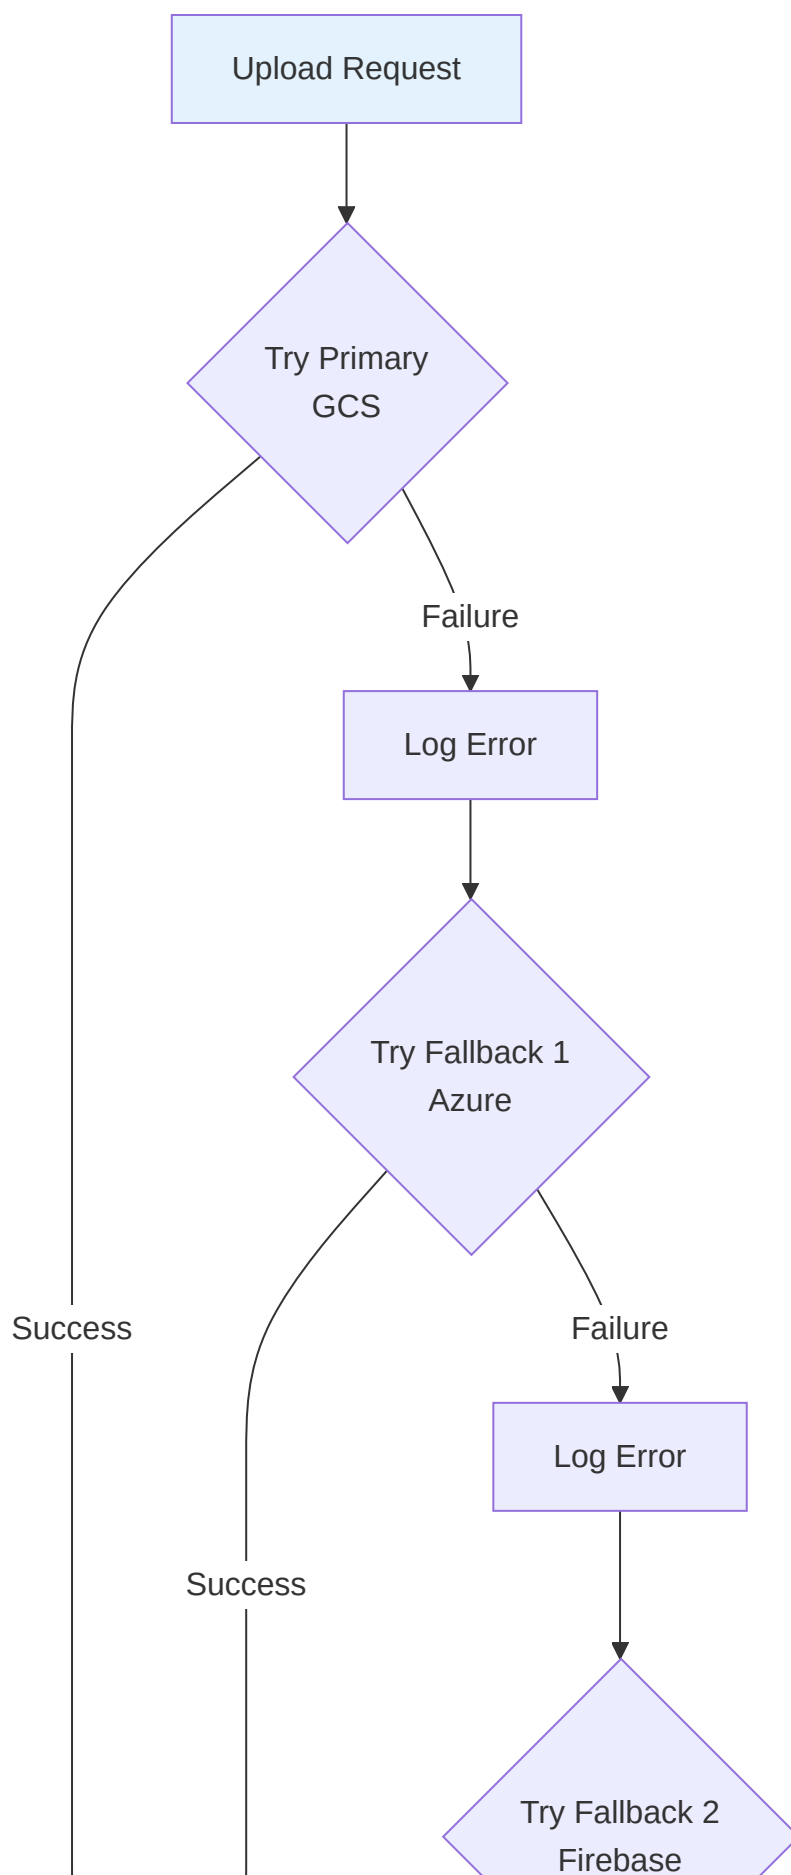 Upload Request
Try Primary
GCS
Failure
Log Error
Try Fallback 1
Azure
Success
Failure
Log Error
Success
Try Fallback 2
Firebase